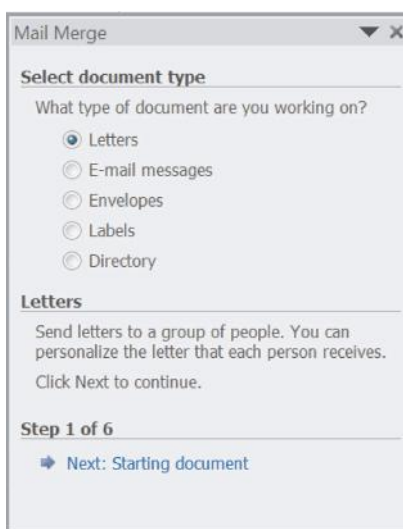 Mail Merge
Select document type
What type of document are you working on?
Letters
E-mail messages
Envelopes
Labels
Directory
Letters
Send letters to a group of people. You can
personalize the letter that each person receives.
Click Next to continue.
Step 1 of 6
Next: Starting document